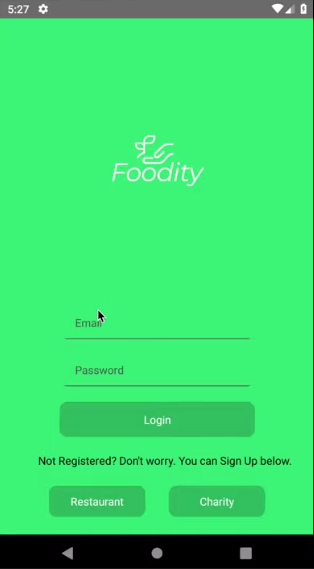 5:27
Foodity
Email
Password
Login
Not Registered? Don't worry. You can Sign Up below.
Restaurant
Charity